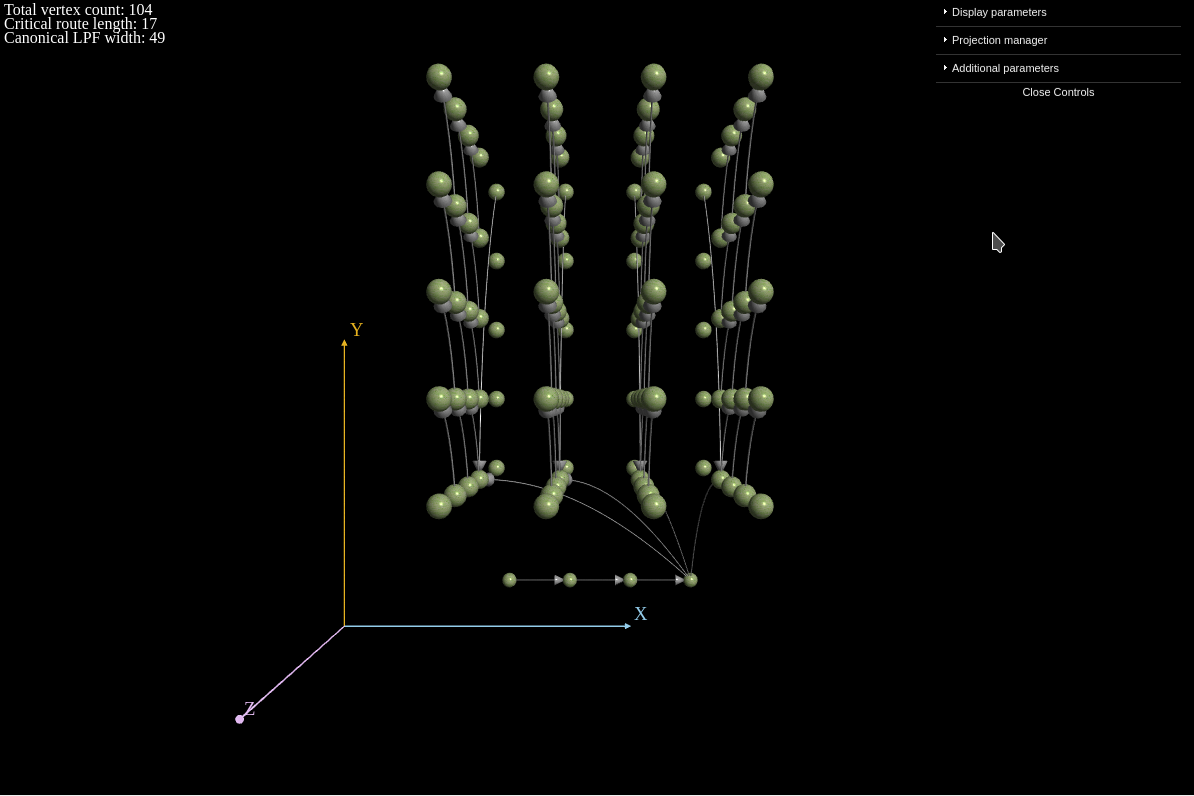 Total vertex count: 104
Critical route length: 17
Canonical LPF width: 49
Display parameters
Projection manager
Additional parameters
Close Controls
Y
X
Z